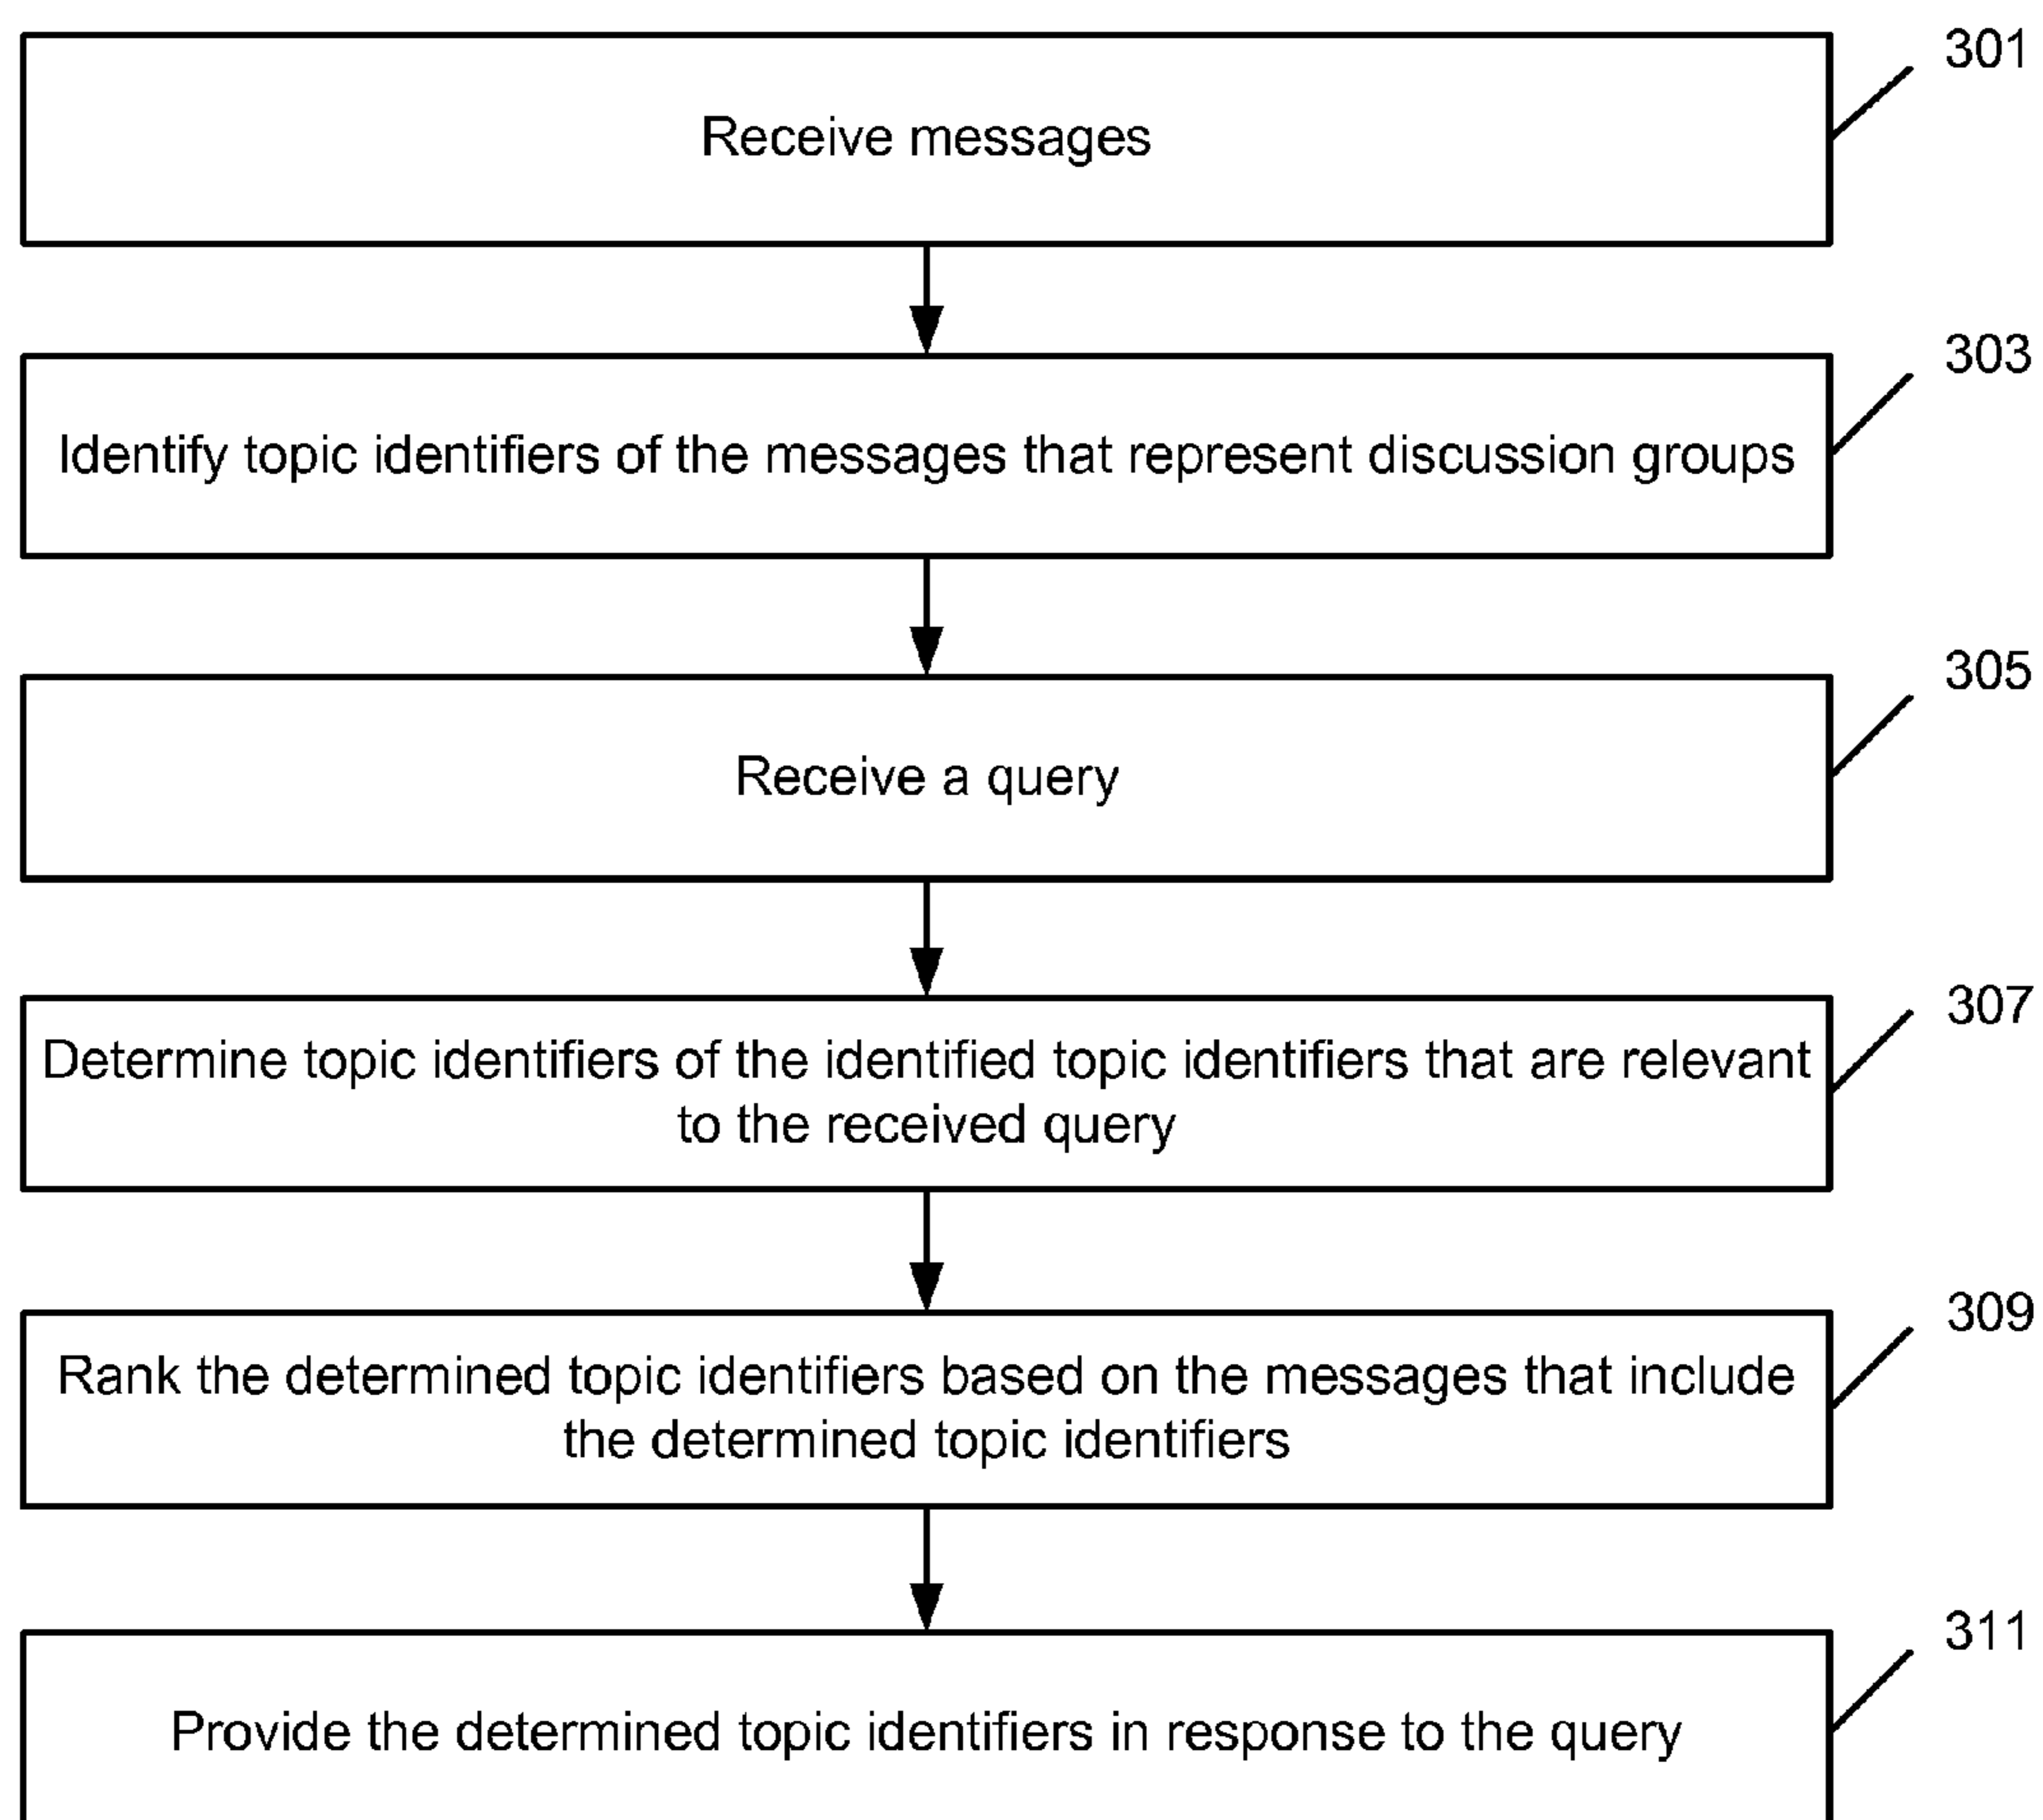 301
Receive messages
303
Identify topic identifiers of the messages that represent discussion groups
305
Receive a query
307
Determine topic identifiers of the identified topic identifiers that are relevant
to the received query
309
Rank the determined topic identifiers based on the messages that include
the determined topic identifiers
311
Provide the determined topic identifiers in response to the query